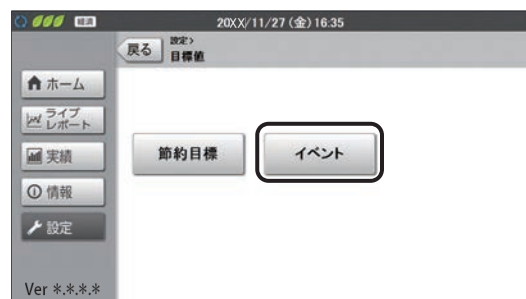 経済
20XX/11/27 (金) 16:35
戻る
設定>
目標値
ホーム
ライブ
レポート
実績
情報
設定
節約目標
イベント
Ver *.*.*.*